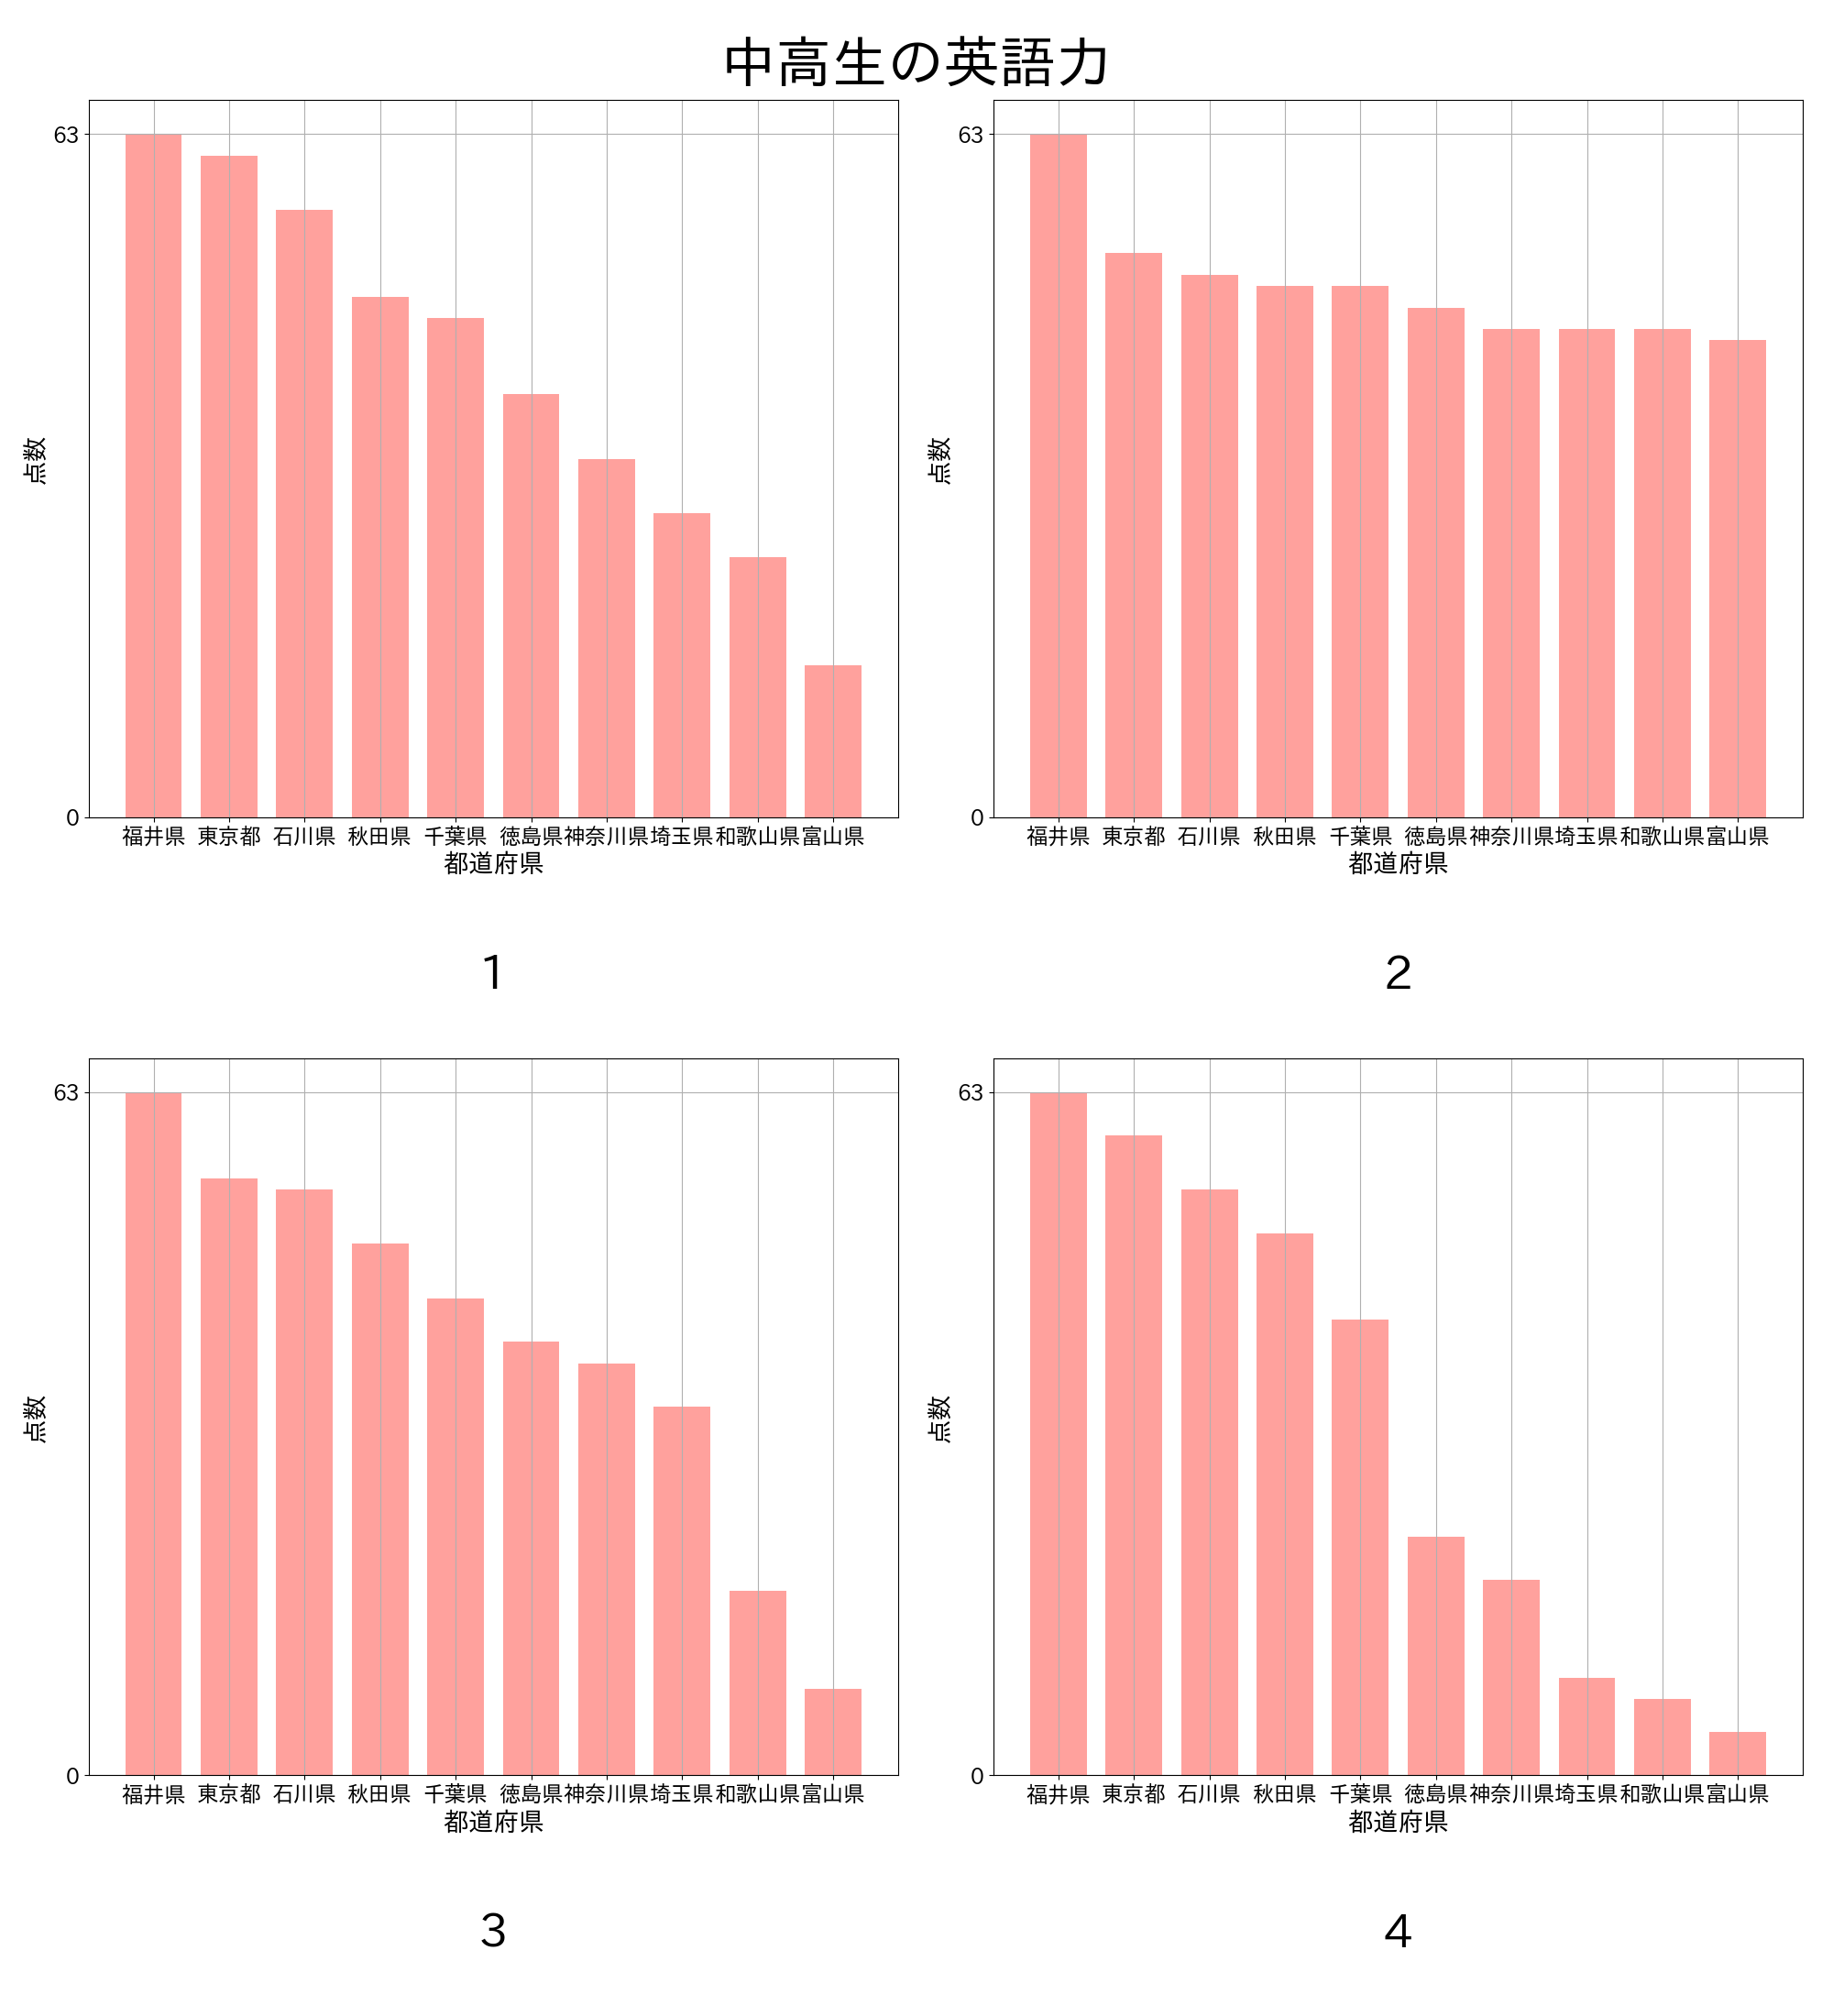 中高生の英語力
63
0
点数
福井県 東京都 石川県 秋田県 千葉県 徳島県 神奈川県 埼玉県 和歌山県 富山県
都道府県
1
63
0
点数
福井県 東京都 石川県 秋田県 千葉県 徳島県 神奈川県 埼玉県 和歌山県 富山県
都道府県
2
63
0
点数
福井県 東京都 石川県 秋田県 千葉県 徳島県 神奈川県 埼玉県 和歌山県 富山県
都道府県
3
63
0
点数
福井県 東京都 石川県 秋田県 千葉県 徳島県 神奈川県 埼玉県 和歌山県 富山県
都道府県
4